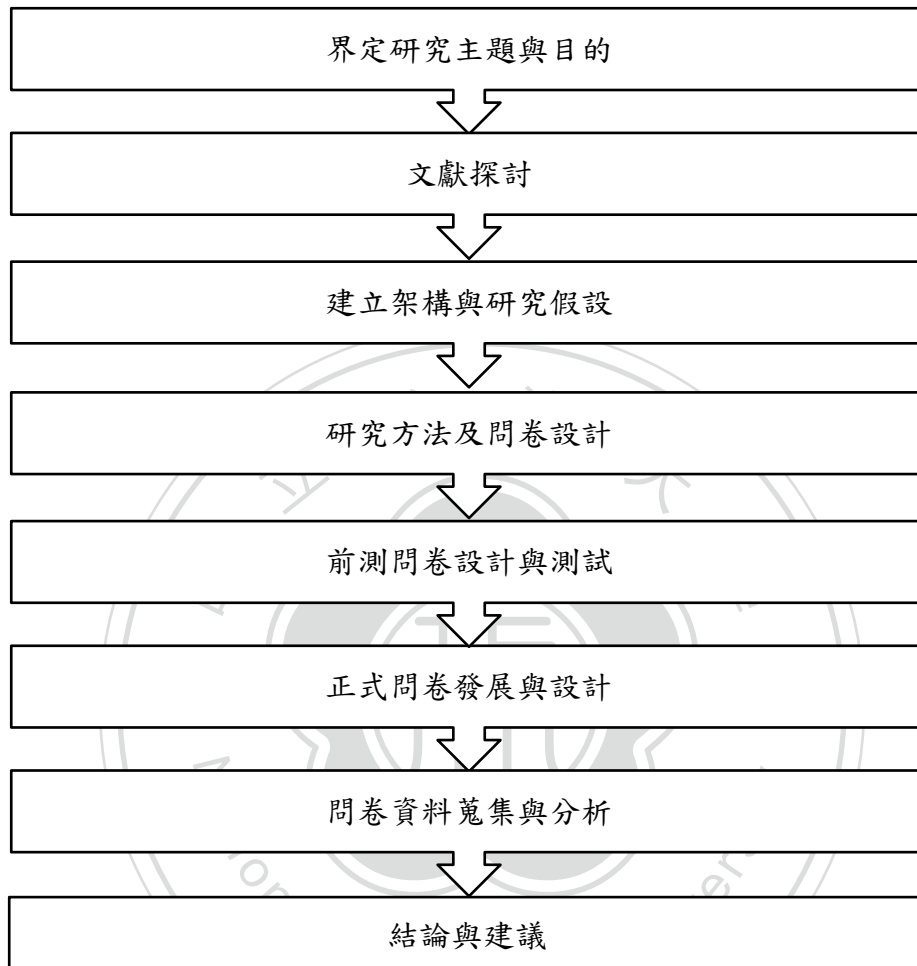 界定研究主題與目的
文獻探討
建立架構與研究假設
研究方法及問卷設計
前測問卷設計與測試
正式問卷發展與設計
問卷資料蒐集與分析
結論與建議